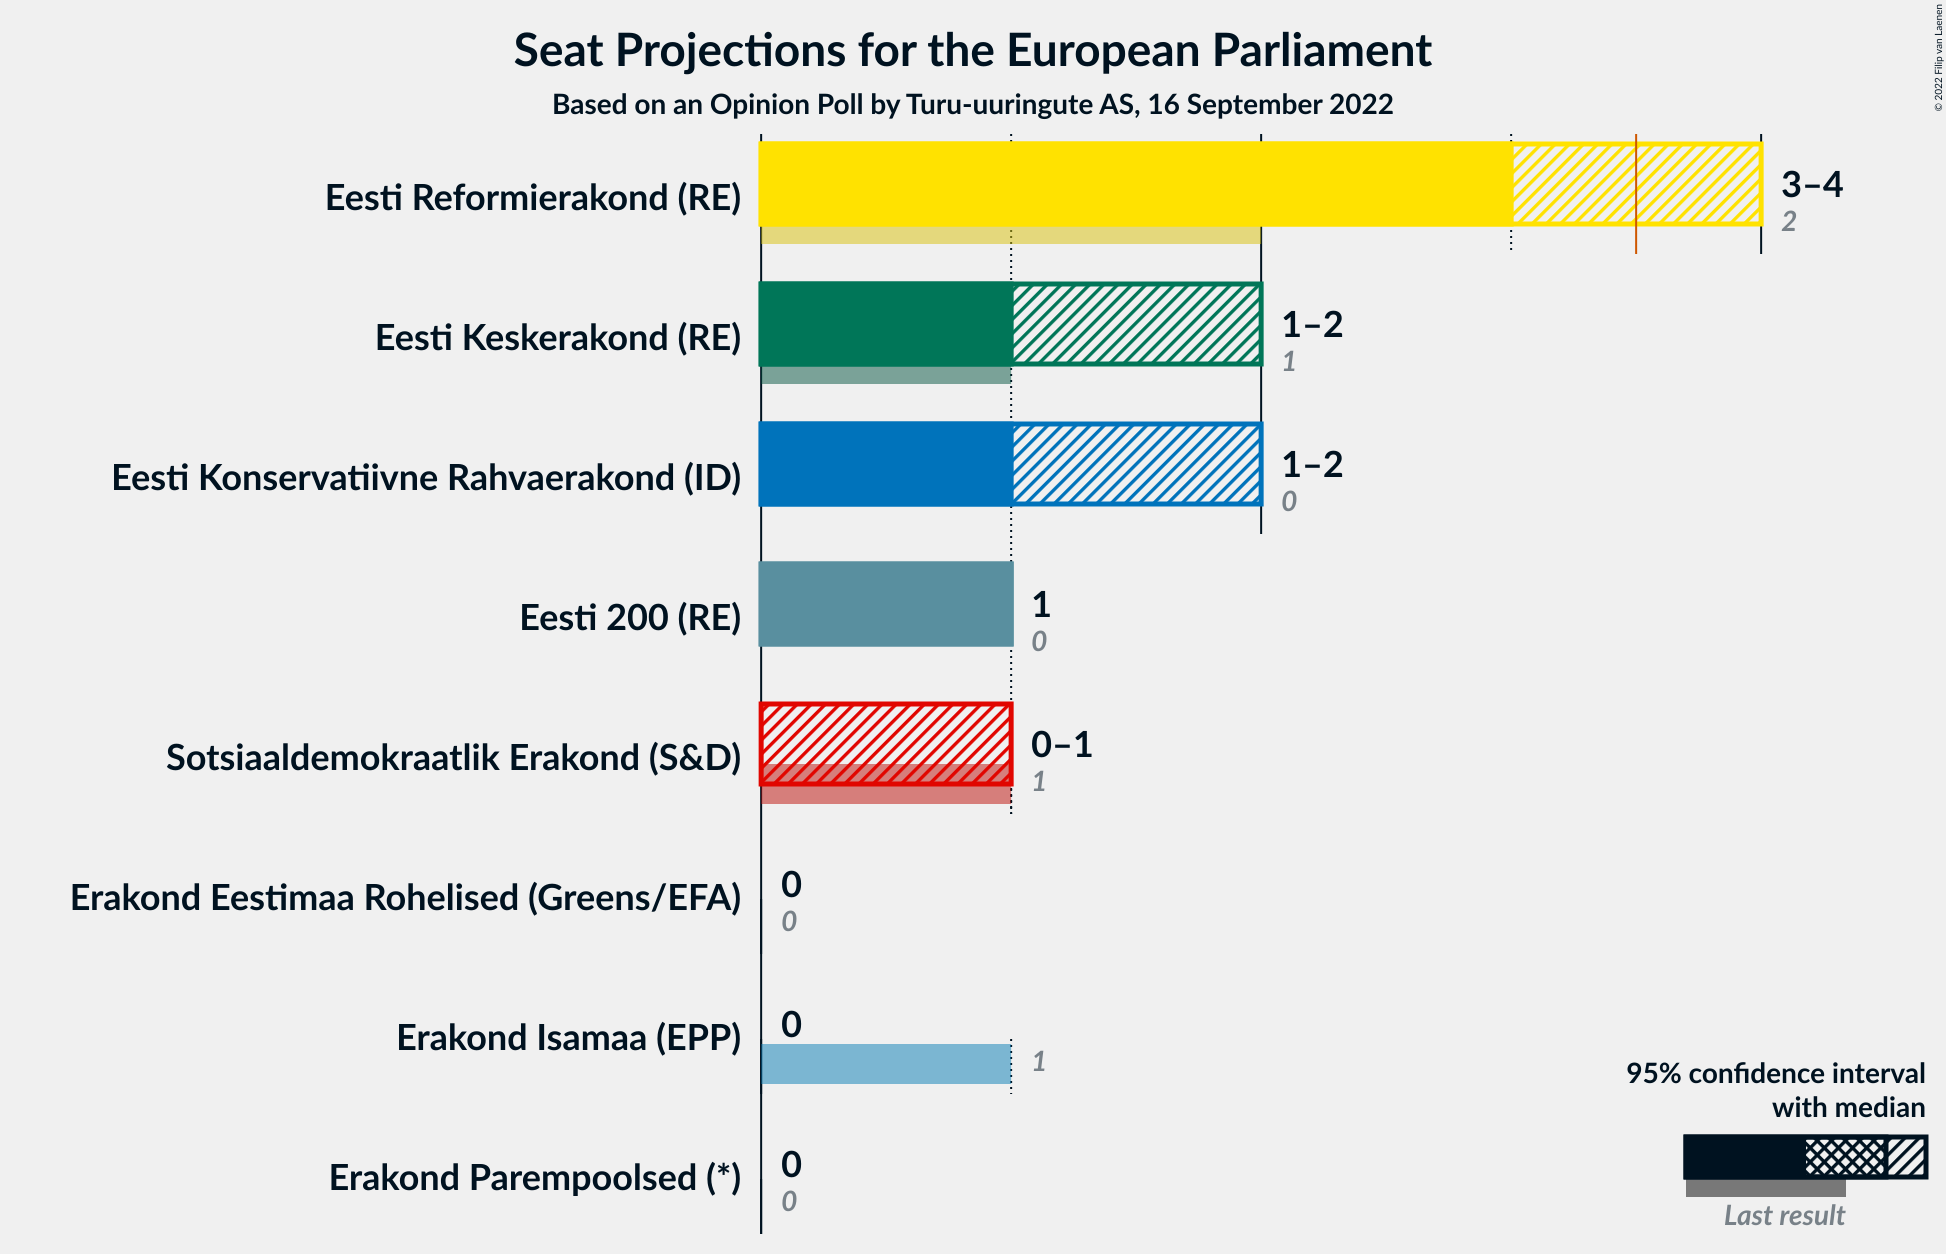 Seat Projections for the European Parliament
Based on an Opinion Poll by Turu-uuringute AS, 16 September 2022
© 2022 Filip van Laenen
Eesti Reformierakond (RE)
3–4
2
Eesti Keskerakond (RE)
1–2
1
Eesti Konservatiivne Rahvaerakond (ID)
1–2
0
Eesti 200 (RE)
1
0
Sotsiaaldemokraatlik Erakond (S&D)
0–1
1
Erakond Eestimaa Rohelised (Greens/EFA)
0
0
Erakond Isamaa (EPP)
0
1
Erakond Parempoolsed (*)
0
0
95% confidence interval
with median
Last result